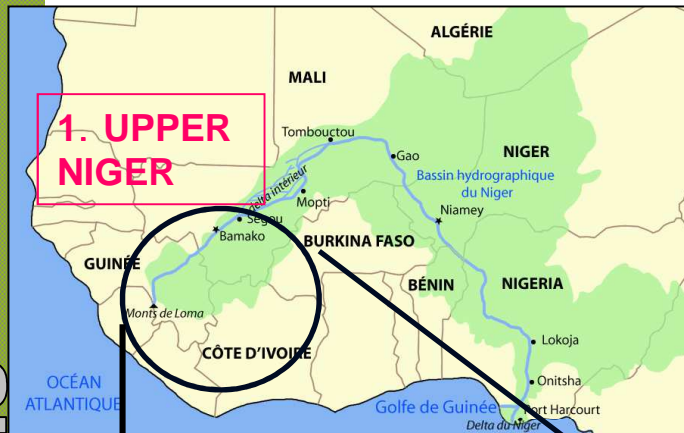 ALGÉRIE
MALI
1. UPPER
NIGER
Tombouctou
Gao
NIGER
delta intérieur
Bassin hydrographique
du Niger
Mopti
Niamey
Ségou
Bamako
BURKINA FASO
GUINÉE
BÉNIN
NIGERIA
Monts de Loma
Lokoja
CÔTE D'IVOIRE
OCÉAN
ATLANTIQUE
Onitsha
Golfe de Guinée
Port Harcourt
Delta du Niger